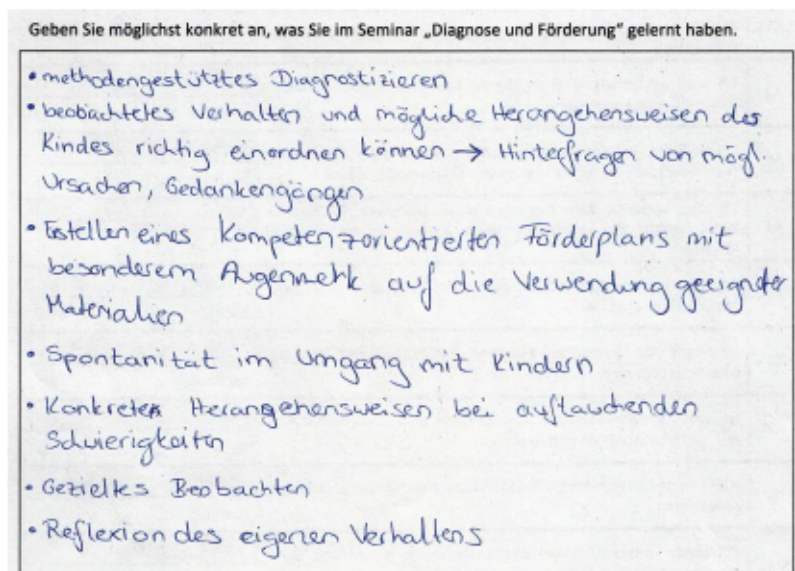 Geben Sie möglichst konkret an, was Sie im Seminar „Diagnose und Förderung" gelernt haben.
• methodengestütztes Diagnostizieren
• beobachtetes Verhalten und mögliche Herangehensweisen des
Kindes richtig einordnen können → Hinterfragen von mögl.
Ursachen, Gedankengängen
• Erstellen eines kompetenzorientierten Förderplans mit
besonderem Augenmerk auf die Verwendung geeigneter
Materialien
• Spontanität im Umgang mit Kindern
• Konkrete Herangehensweisen bei auftauchenden
Schwierigkeiten
• Gezieltes Beobachten
• Reflexion des eigenen Verhaltens